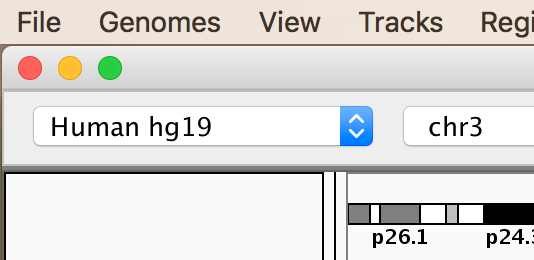 File Genomes View Tracks
Human hg19 chr3
p26.1